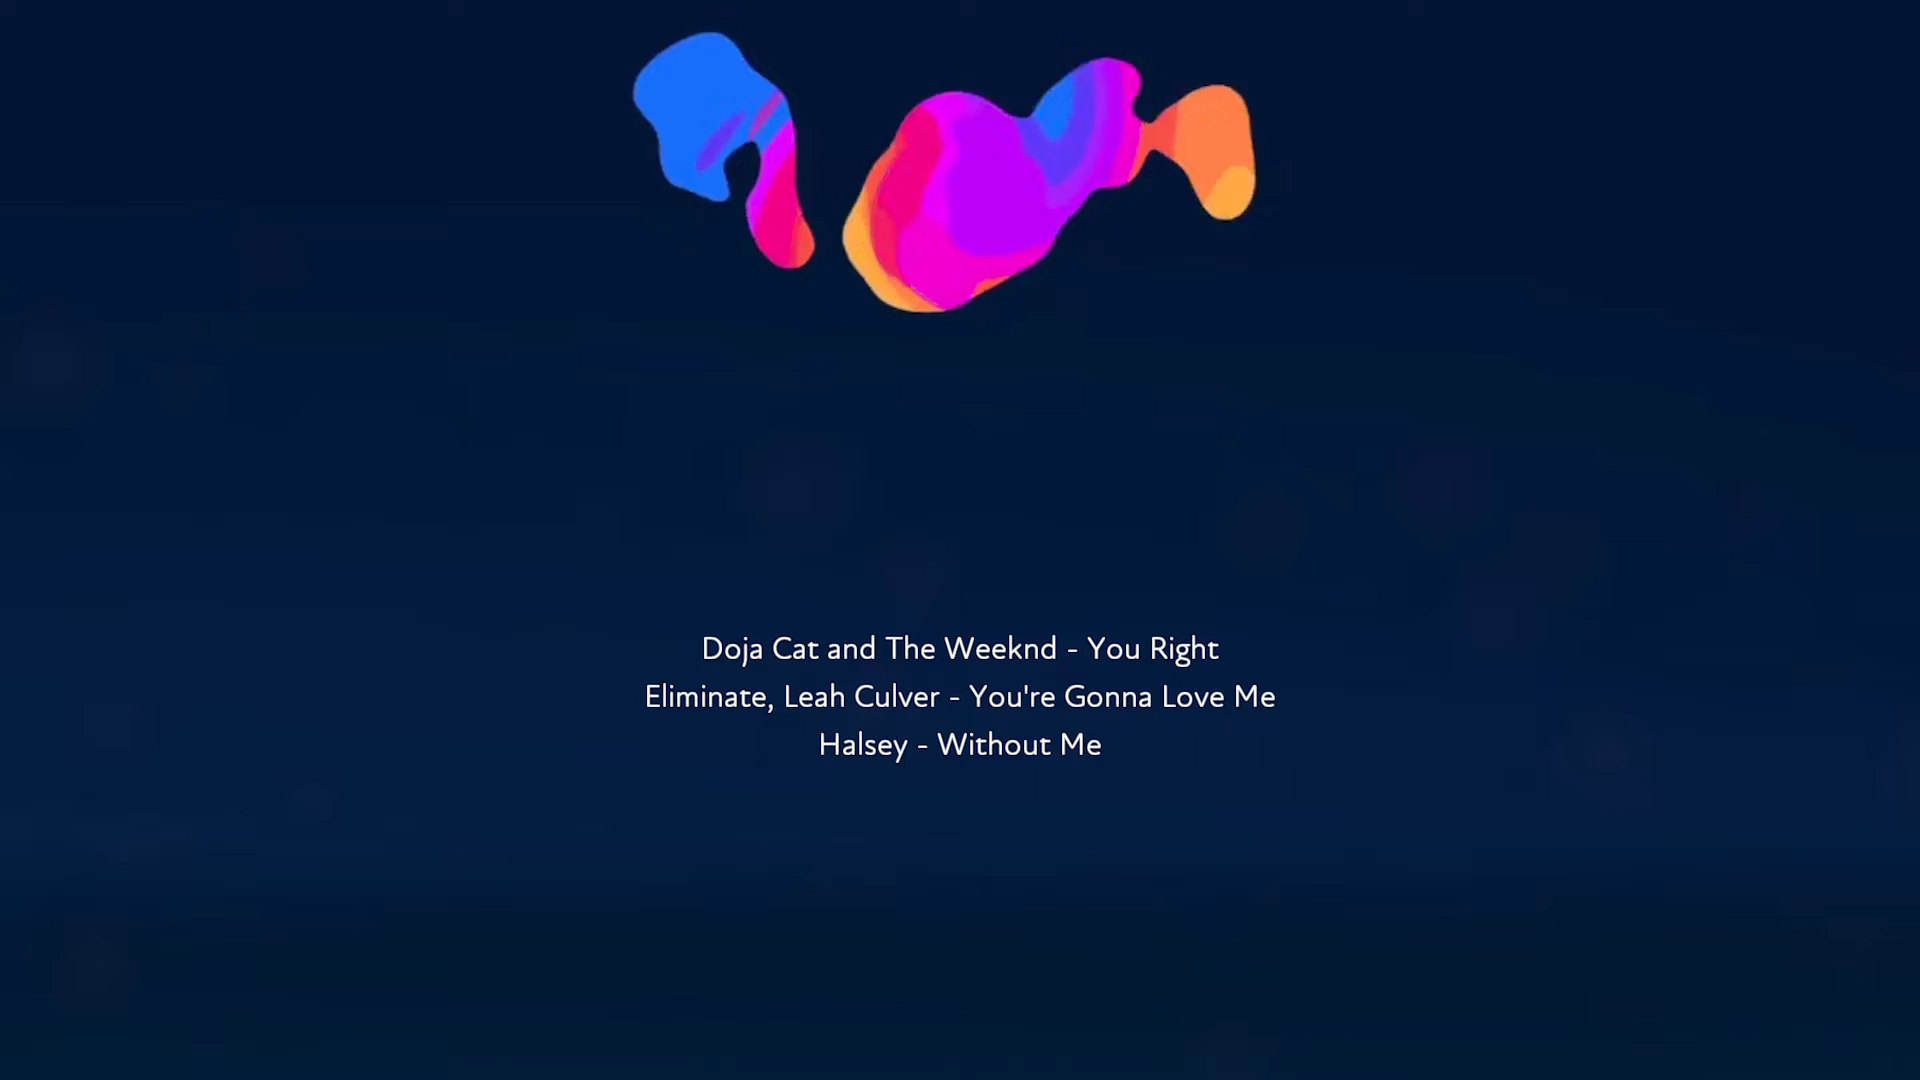 Doja Cat and The Weeknd - You Right
Eliminate, Leah Culver - You're Gonna Love Me
Halsey - Without Me